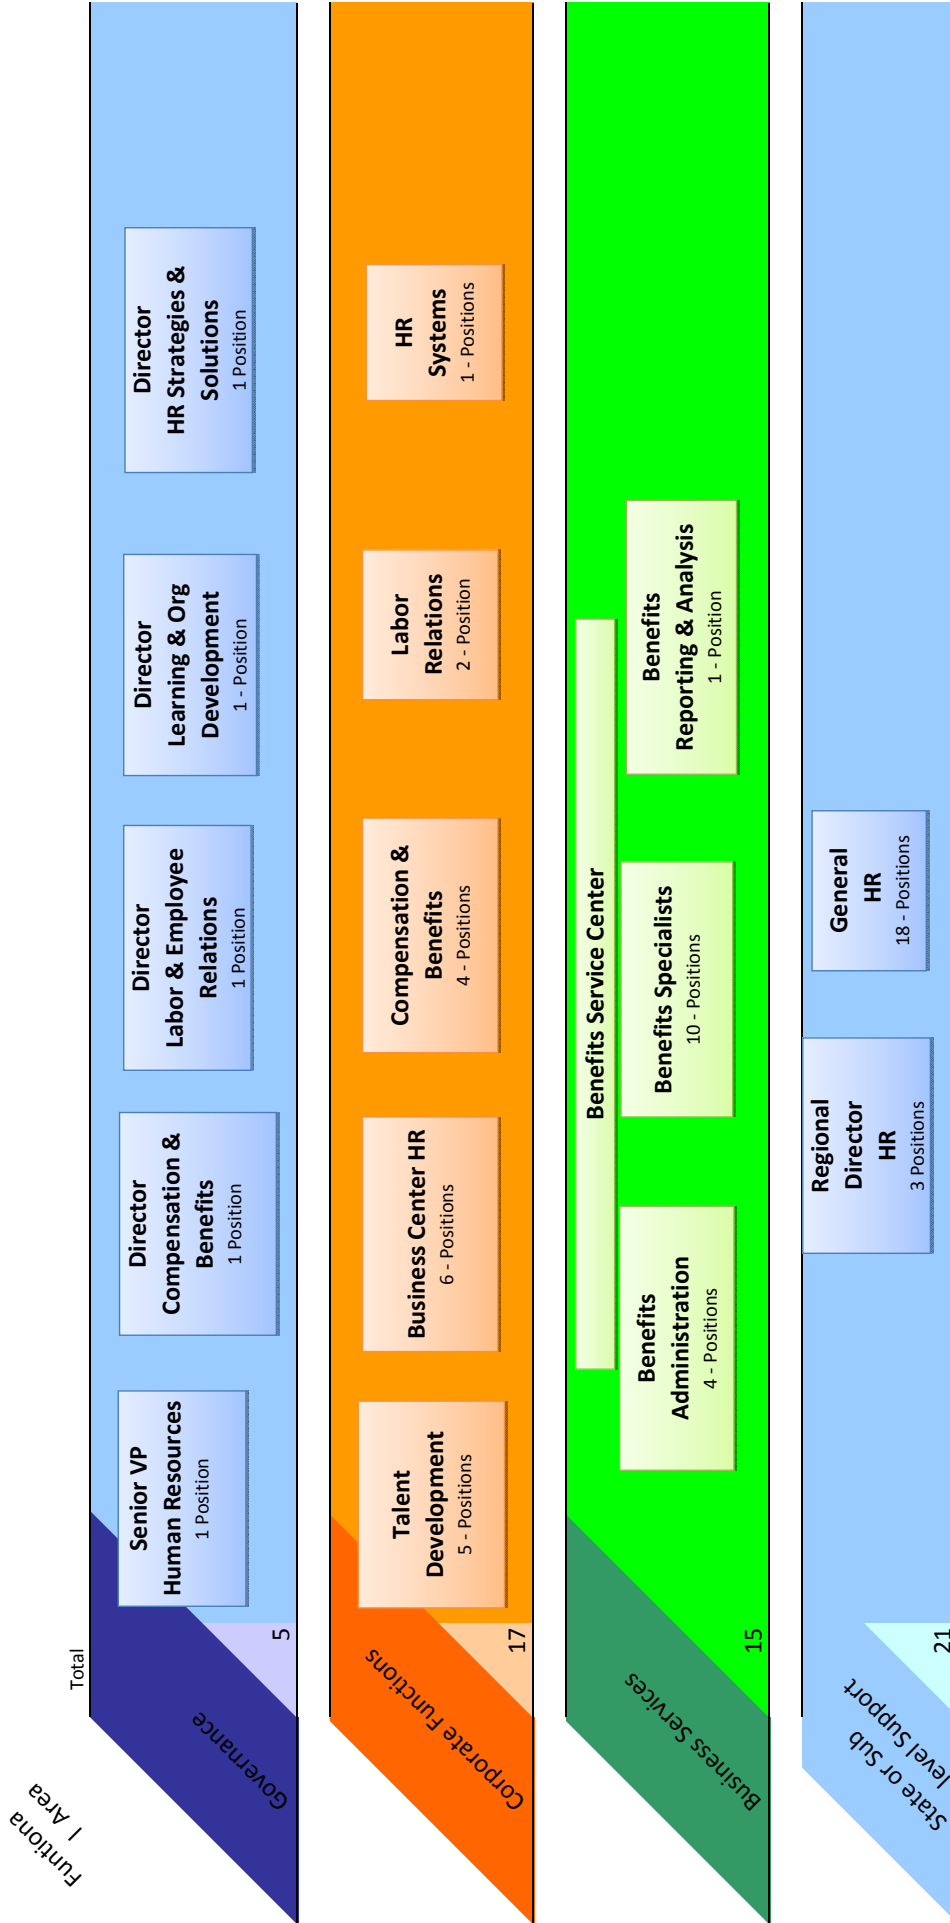 Funtiona
l Area
Total
Governance
5
Senior VP
Human Resources
1 Position
Director
Compensation &
Benefits
1 Position
Director
Labor & Employee
Relations
1 Position
Director
Learning & Org
Development
1 - Position
Director
HR Strategies &
Solutions
1 Position
Corporate Functions
17
Talent
Development
5 - Positions
Business Center HR
6 - Positions
Compensation &
Benefits
4 - Positions
Labor
Relations
2 - Position
HR
Systems
1 - Positions
Business Services
15
Benefits Service Center
Benefits
Administration
4 - Positions
Benefits Specialists
10 - Positions
Benefits
Reporting & Analysis
1 - Position
State or Sub
level Support
21
Regional
Director
HR
3 Positions
General
HR
18 - Positions